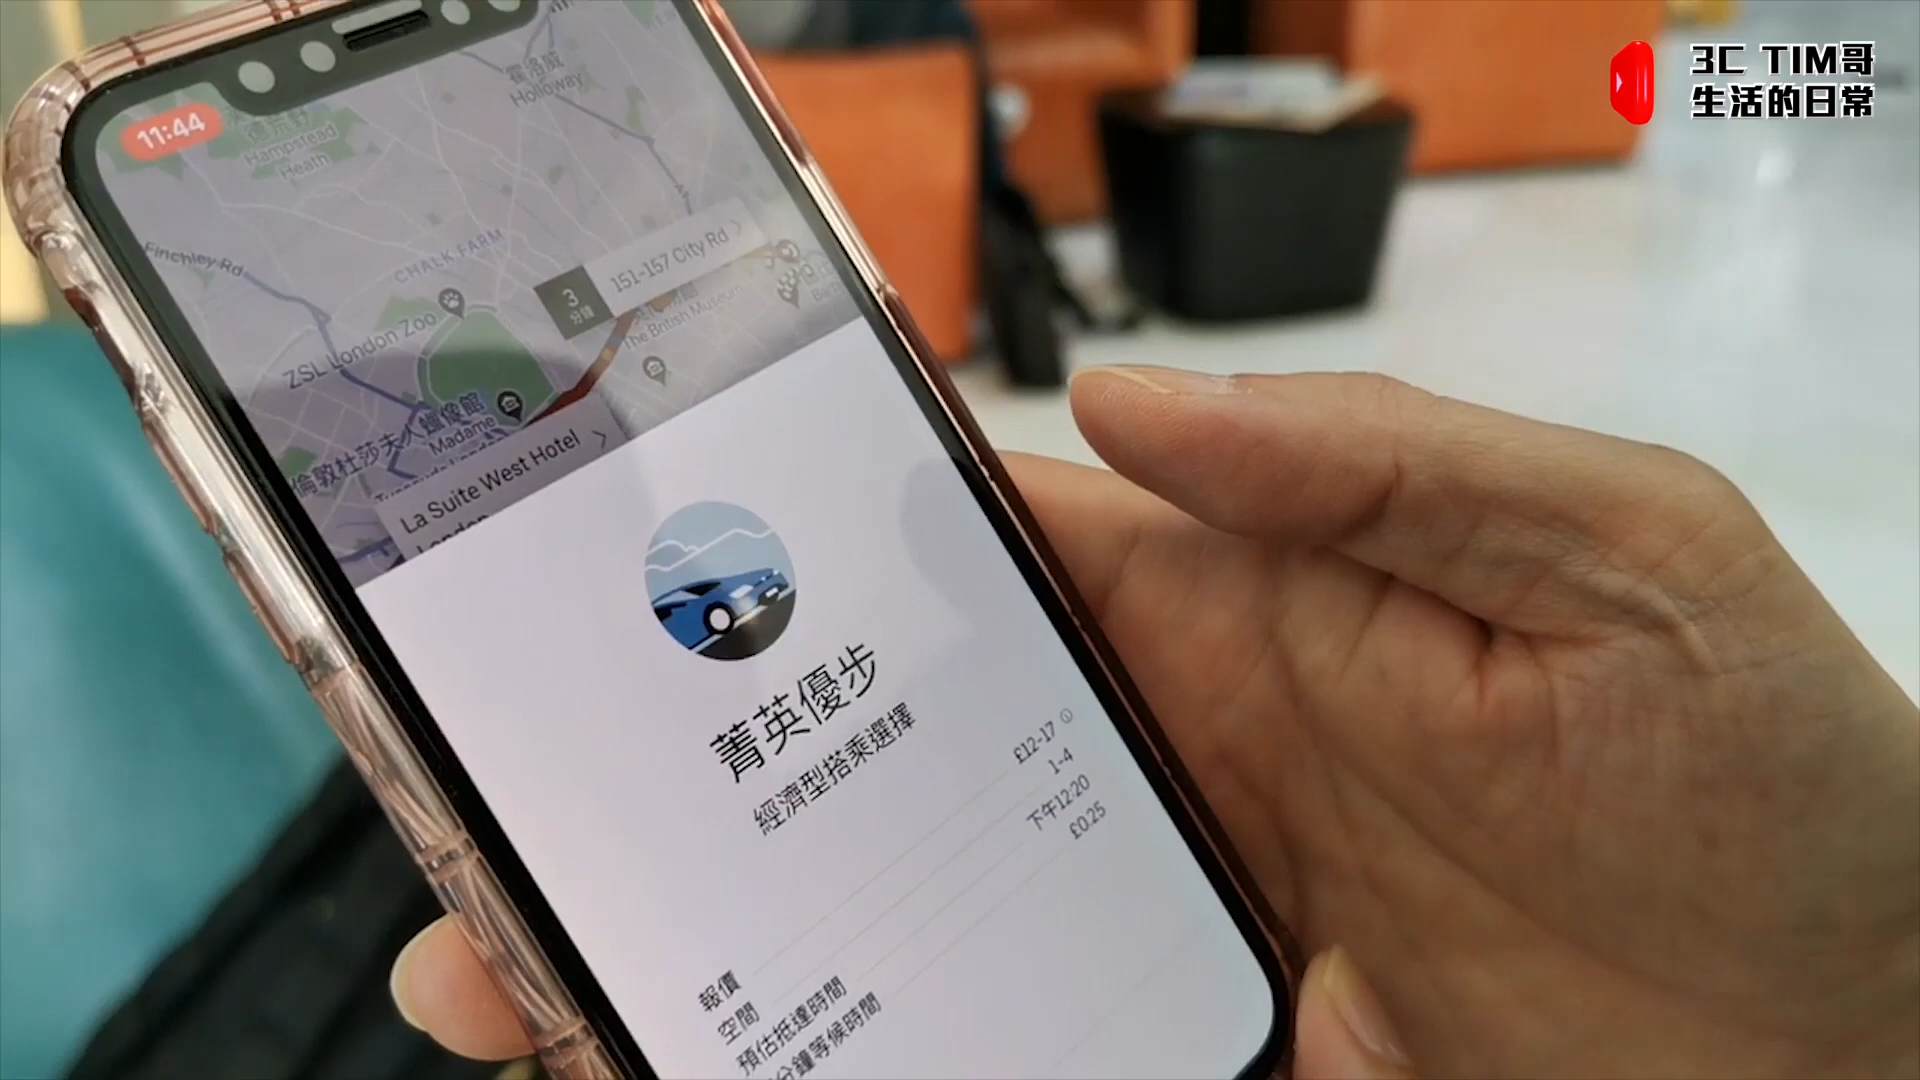 3C TIM哥
生活的日常
11:44
霍洛威
Holloway
Hampstead
Heath
Finchley Rd
CHALK FARM
151-157 City Rd
3
分鐘
ZSL London Zoo
The British Museum
倫敦杜莎夫人蠟像館
Madame
La Suite West Hotel
London
菁英優步
經濟型搭乘選擇
報價 £12-17
空間 1-4
預估抵達時間 下午12:20
分鐘等候時間 £0.25